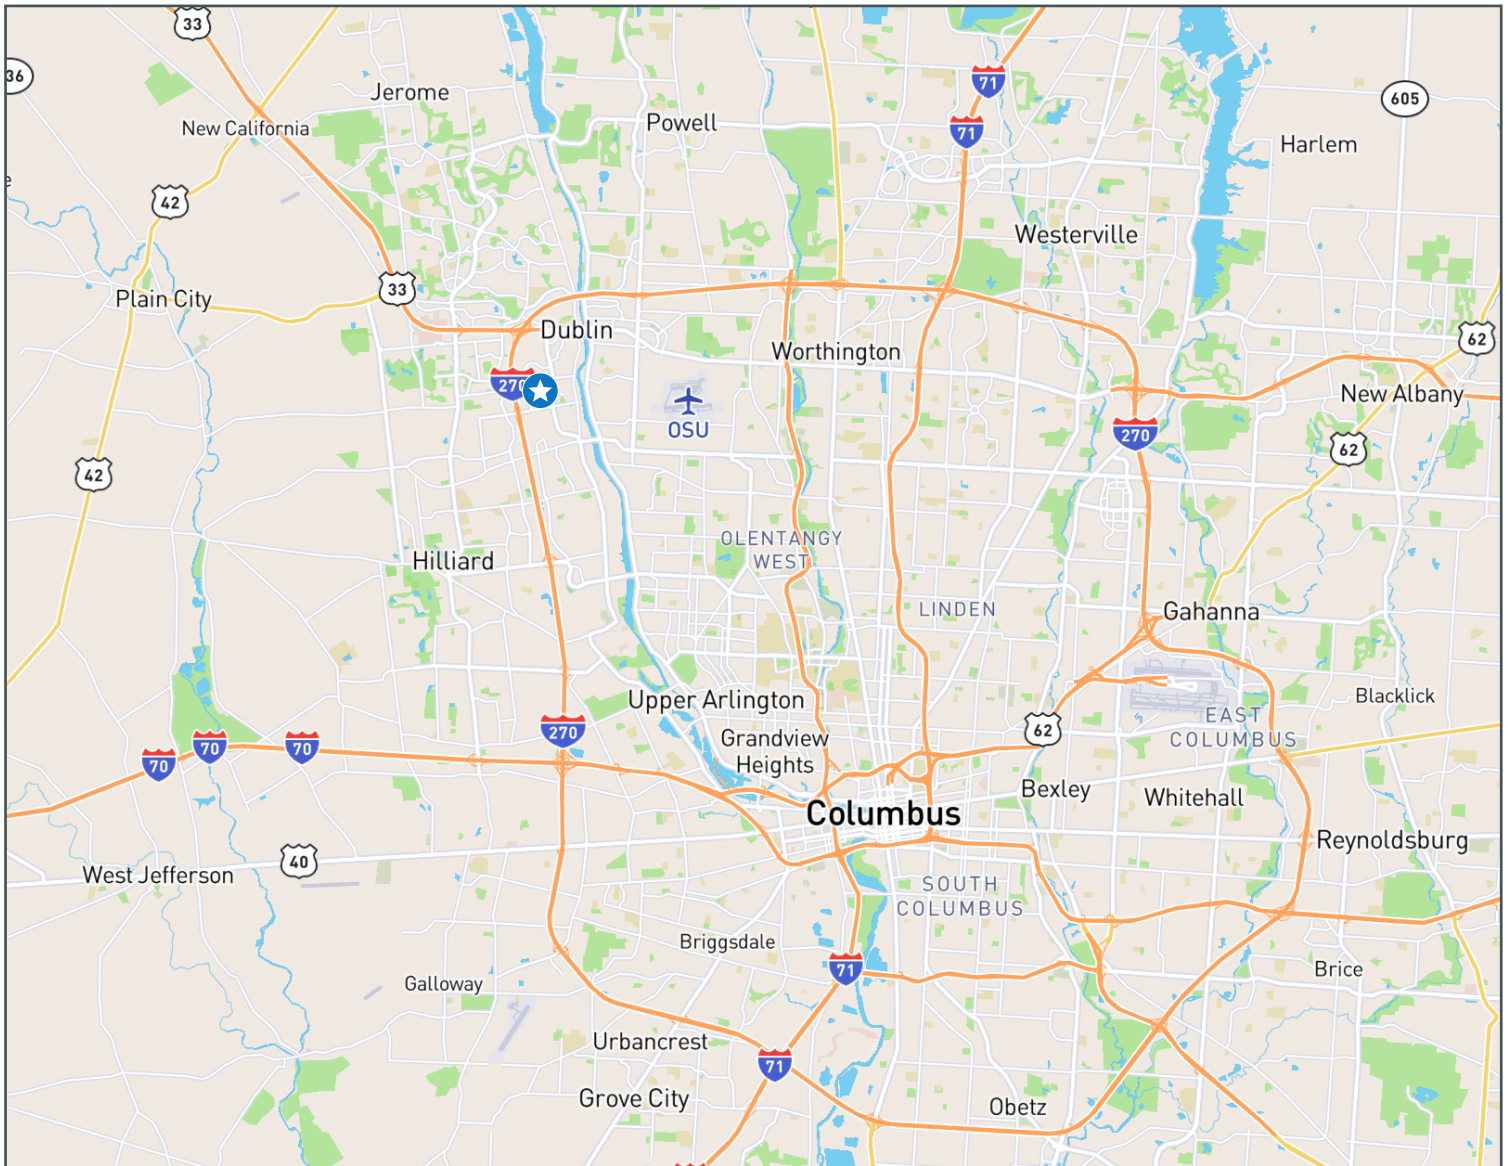 33
71
36
Jerome
605
New California
Powell
71
Harlem
42
Westerville
33
Plain City
Dublin
62
Worthington
270
New Albany
OSU
270
62
42
OLENTANGY
WEST
Hilliard
LINDEN
Gahanna
Upper Arlington
Blacklick
EAST
COLUMBUS
62
270
Grandview
Heights
70
70
70
Bexley
Whitehall
Columbus
Reynoldsburg
40
West Jefferson
SOUTH
COLUMBUS
Briggsdale
71
Brice
Galloway
Urbancrest
71
Grove City
Obetz